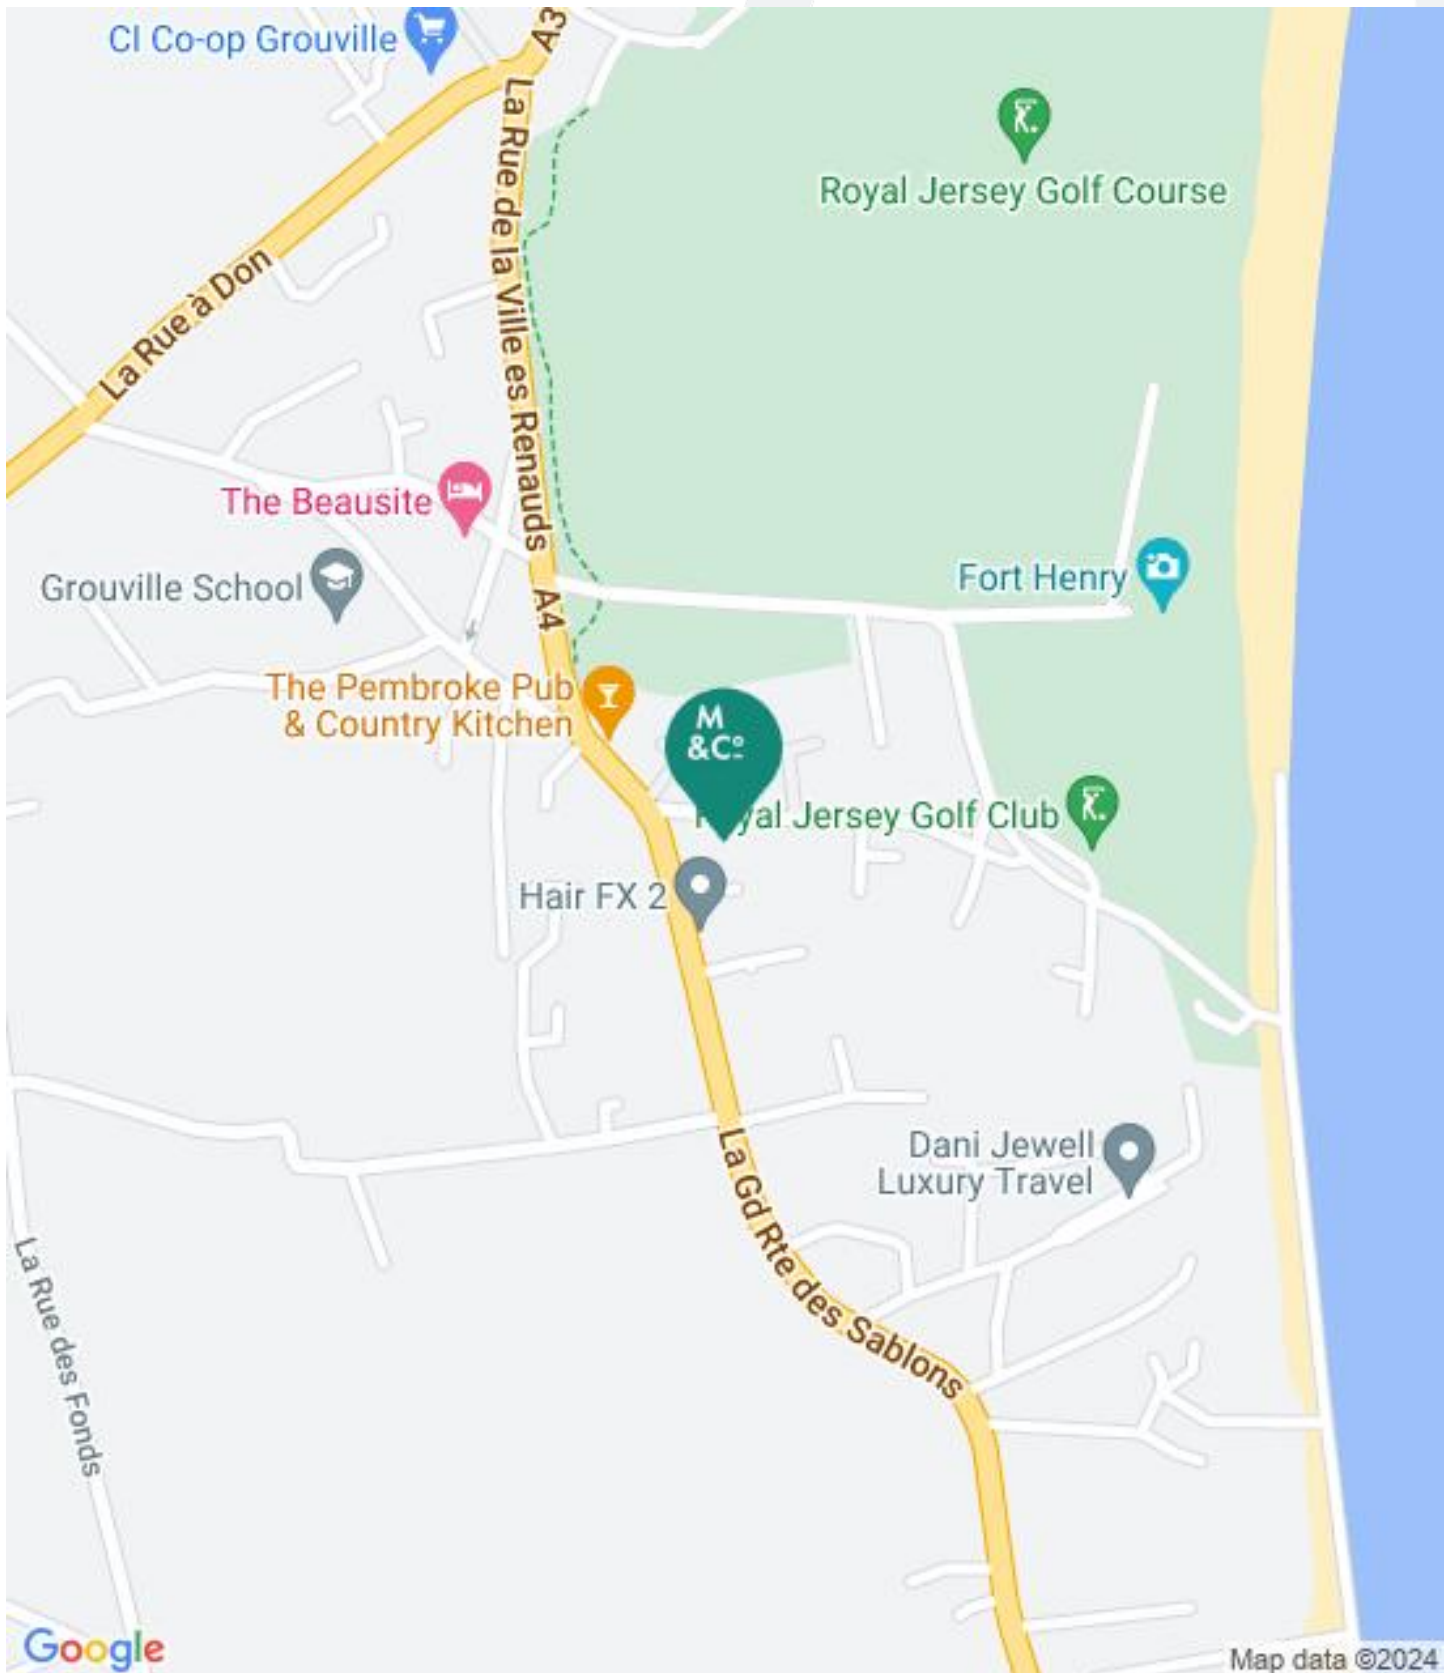 CI Co-op Grouville
A3
La Rue de la Ville es Renauds
Royal Jersey Golf Course
La Rue à Don
The Beausite
Grouville School
Fort Henry
A4
The Pembroke Pub
& Country Kitchen
M
&Cº
Royal Jersey Golf Club
Hair FX 2
Dani Jewell
Luxury Travel
La Gd Rte des Sablons
La Rue des Fonds
Google
Map data ©2024